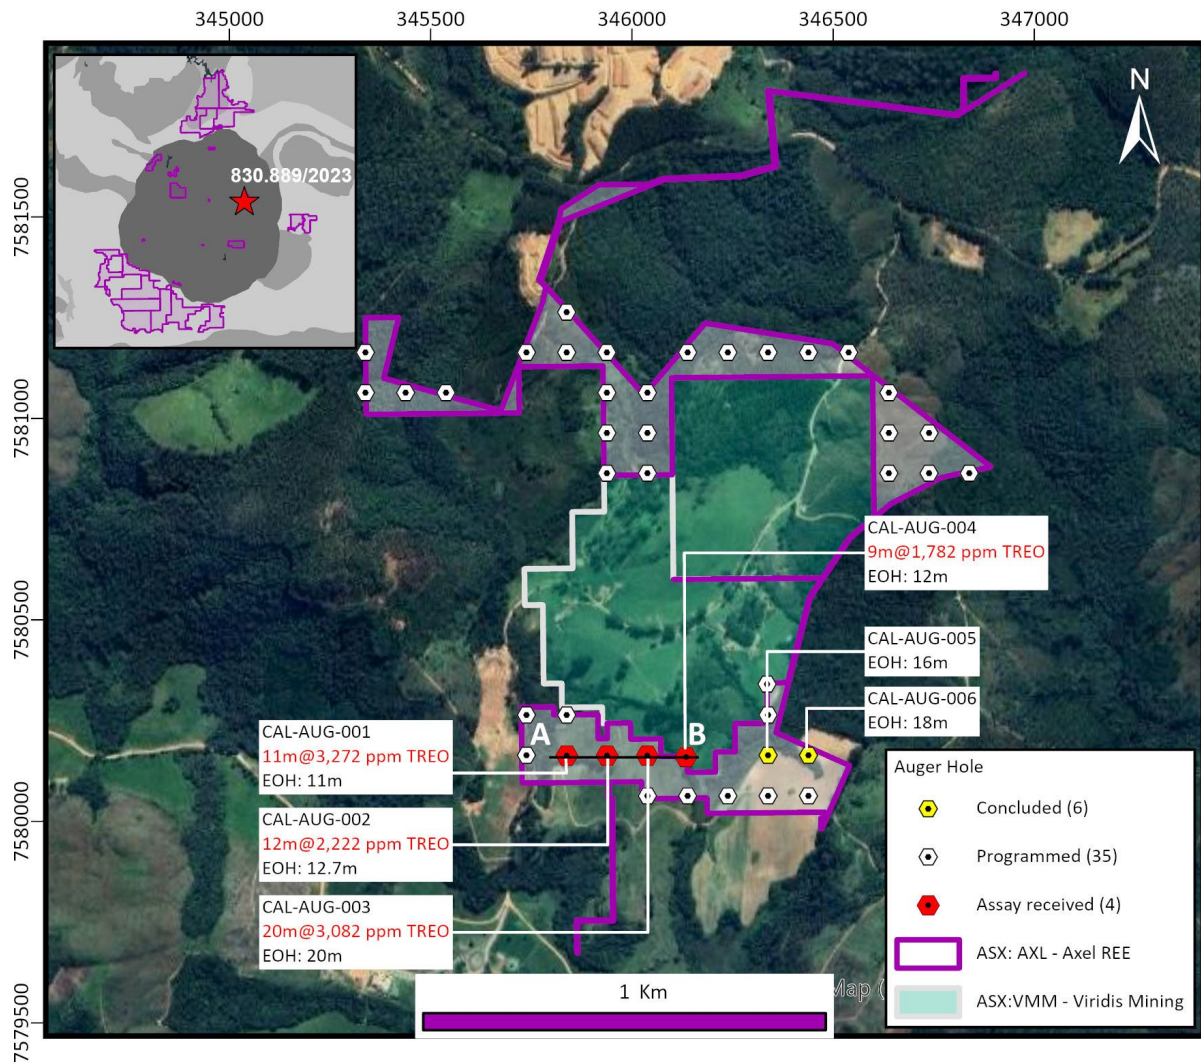 345000
345500
346000
346500
347000
N
830.889/2023
7581500
7581000
7580500
7580000
7579500
CAL-AUG-004
9m@1,782 ppm TREO
EOH: 12m
CAL-AUG-005
EOH: 16m
CAL-AUG-006
EOH: 18m
A
B
CAL-AUG-001
11m@3,272 ppm TREO
EOH: 11m
CAL-AUG-002
12m@2,222 ppm TREO
EOH: 12.7m
CAL-AUG-003
20m@3,082 ppm TREO
EOH: 20m
Auger Hole
Concluded (6)
Programmed (35)
Assay received (4)
ASX: AXL - Axel REE
ASX:VMM - Viridis Mining
1 Km
Map (